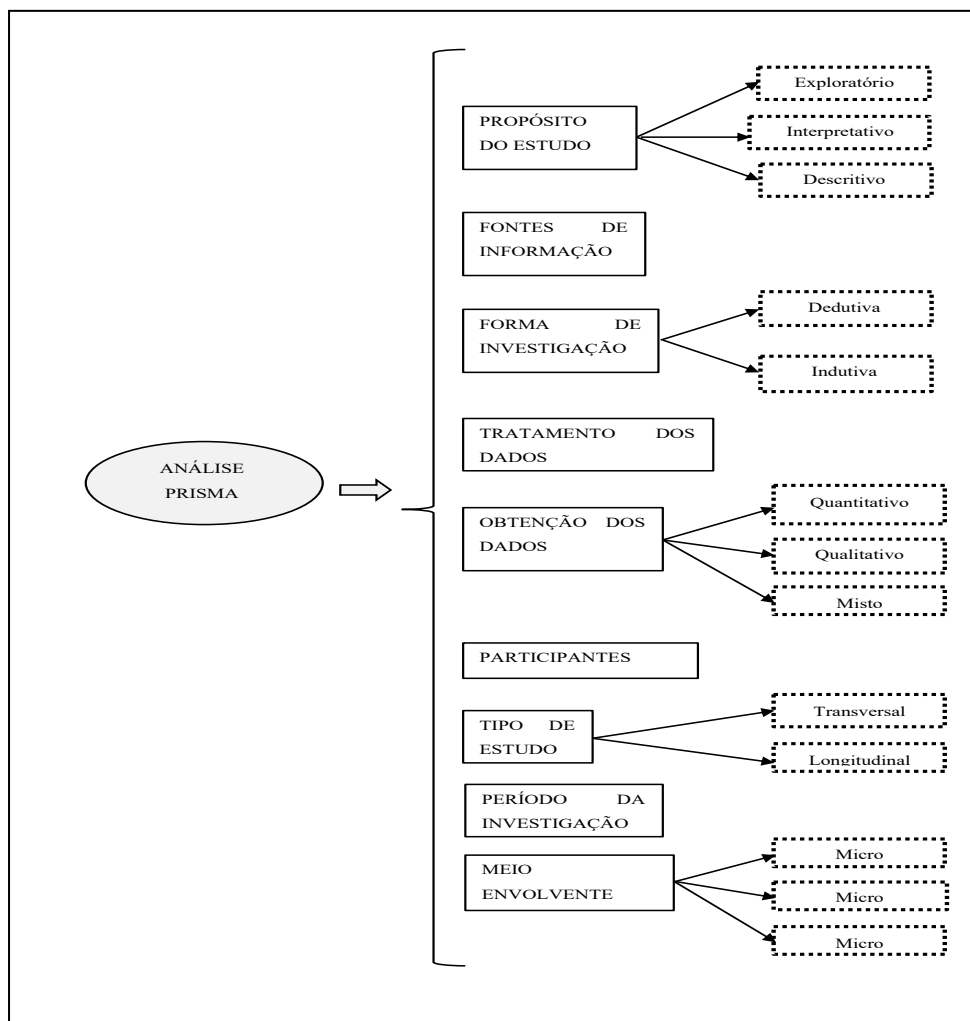 ANÁLISE
PRISMA
PROPÓSITO
DO ESTUDO
Exploratório
Interpretativo
Descritivo
FONTES DE
INFORMAÇÃO
FORMA DE
INVESTIGAÇÃO
Dedutiva
Indutiva
TRATAMENTO DOS
DADOS
OBTENÇÃO DOS
DADOS
Quantitativo
Qualitativo
Misto
PARTICIPANTES
TIPO DE
ESTUDO
Transversal
Longitudinal
PERÍODO DA
INVESTIGAÇÃO
MEIO
ENVOLVENTE
Micro
Micro
Micro